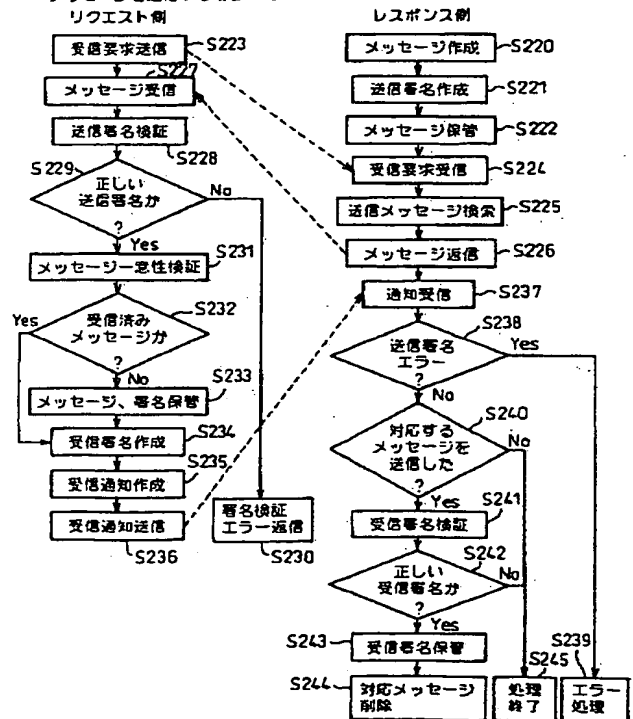 リクエスト側
受信要求送信
S223
メッセージ受信
S227
送信署名検証
S228
S229
正しい
送信署名か
?
No
Yes
メッセージ一意性検証
S231
受信済み
メッセージか
?
S232
Yes
No
メッセージ、署名保管
S233
受信署名作成
S234
受信通知作成
S235
受信通知送信
S236
署名検証
エラー返信
S230
レスポンス側
メッセージ作成
S220
送信署名作成
S221
メッセージ保管
S222
受信要求受信
S224
送信メッセージ検索
S225
メッセージ返信
S226
通知受信
S237
送信署名
エラー
?
S238
Yes
No
対応する
メッセージを
送信した
?
S240
No
Yes
受信署名検証
S241
正しい
受信署名か
?
S242
No
Yes
S243
受信署名保管
S244
対応メッセージ
削除
S245
処理
終了
S239
エラー
処理